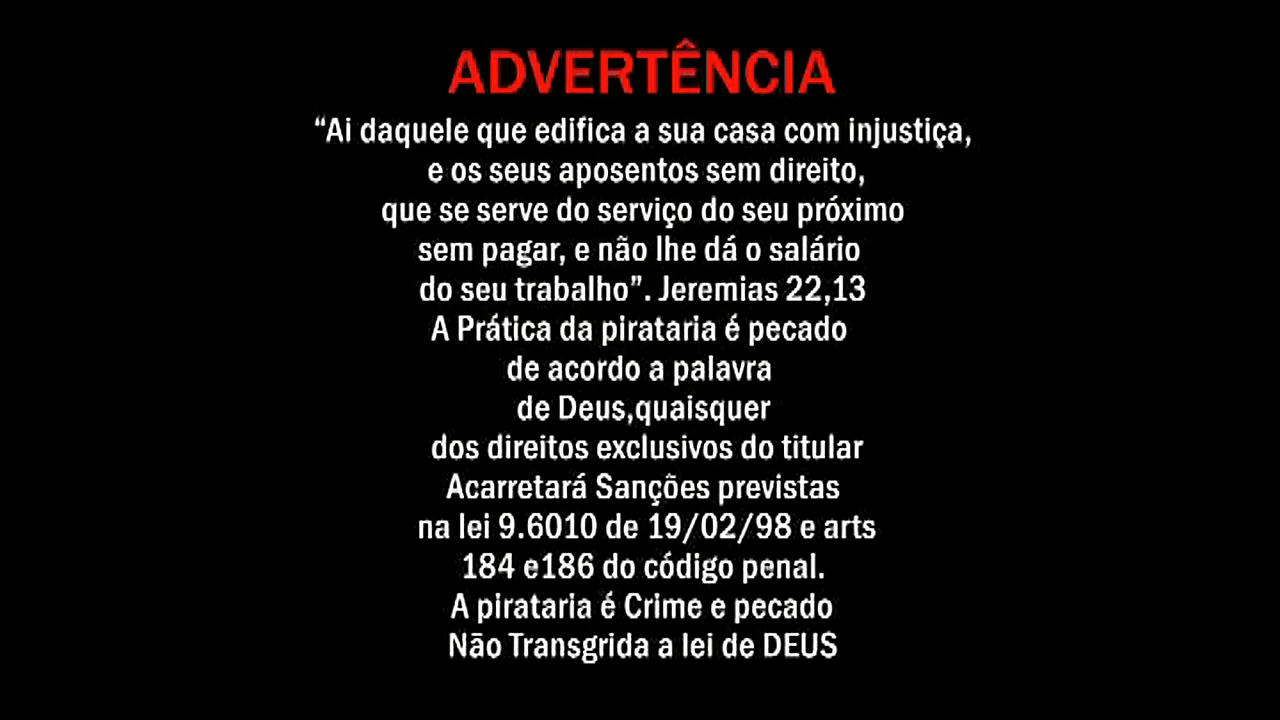 ADVERTÊNCIA
“Ai daquele que edifica a sua casa com injustiça,
e os seus aposentos sem direito,
que se serve do serviço do seu próximo
sem pagar, e não lhe dá o salário
do seu trabalho”. Jeremias 22,13
A Prática da pirataria é pecado
de acordo a palavra
de Deus,quaisquer
dos direitos exclusivos do titular
Acarretará Sanções previstas
na lei 9.6010 de 19/02/98 e arts
184 e186 do código penal.
A pirataria é Crime e pecado
Não Transgrida a lei de DEUS